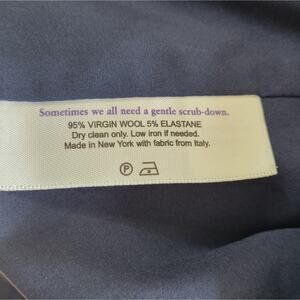 Sometimes we all need a gentle scrub-down.
95% VIRGIN WOOL 5% ELASTANE
Dry clean only. Low iron if needed.
Made in New York with fabric from Italy.
P